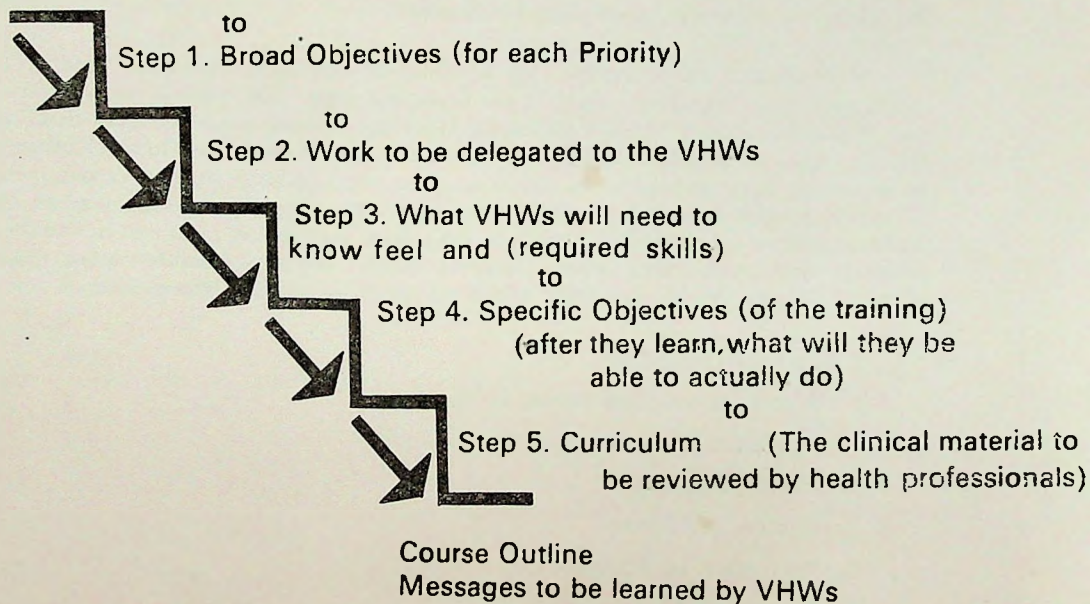 to
Step 1. Broad Objectives (for each Priority)
to
Step 2. Work to be delegated to the VHWs
to
Step 3. What VHWs will need to
know feel and (required skills)
to
Step 4. Specific Objectives (of the training)
(after they learn, what will they be
able to actually do)
to
Step 5. Curriculum (The clinical material to
be reviewed by health professionals)
Course Outline
Messages to be learned by VHWs